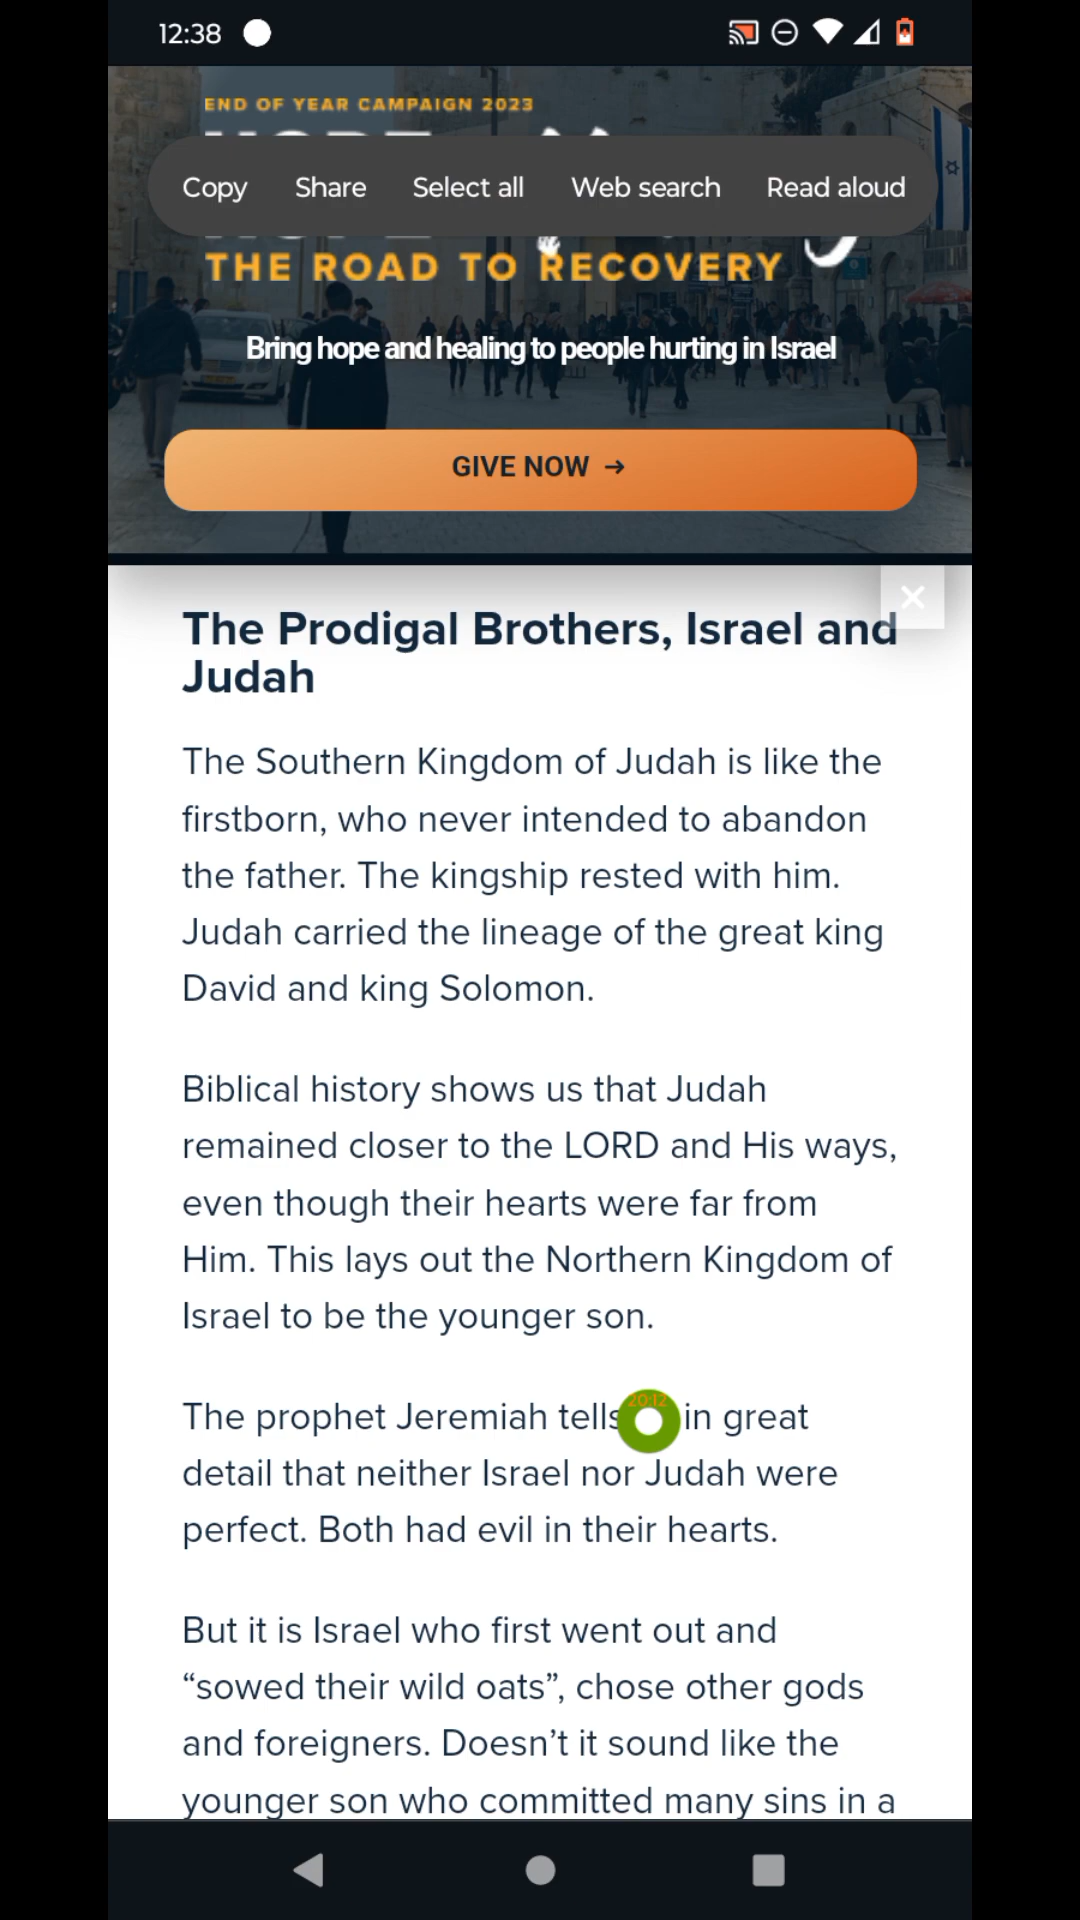 12:38
END OF YEAR CAMPAIGN 2023
Copy Share Select all Web search Read aloud
THE ROAD TO RECOVERY
Bring hope and healing to people hurting in Israel
GIVE NOW →
The Prodigal Brothers, Israel and
Judah
The Southern Kingdom of Judah is like the
firstborn, who never intended to abandon
the father. The kingship rested with him.
Judah carried the lineage of the great king
David and king Solomon.
Biblical history shows us that Judah
remained closer to the LORD and His ways,
even though their hearts were far from
Him. This lays out the Northern Kingdom of
Israel to be the younger son.
The prophet Jeremiah tells in great
20:12
detail that neither Israel nor Judah were
perfect. Both had evil in their hearts.
But it is Israel who first went out and
“sowed their wild oats”, chose other gods
and foreigners. Doesn’t it sound like the
younger son who committed many sins in a